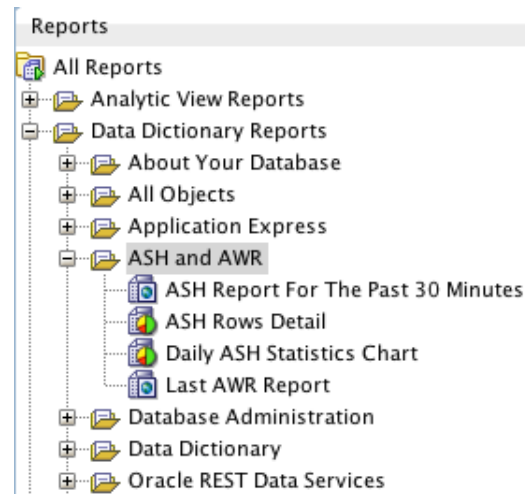 Reports
All Reports
Analytic View Reports
Data Dictionary Reports
About Your Database
All Objects
Application Express
ASH and AWR
ASH Report For The Past 30 Minutes
ASH Rows Detail
Daily ASH Statistics Chart
Last AWR Report
Database Administration
Data Dictionary
Oracle REST Data Services